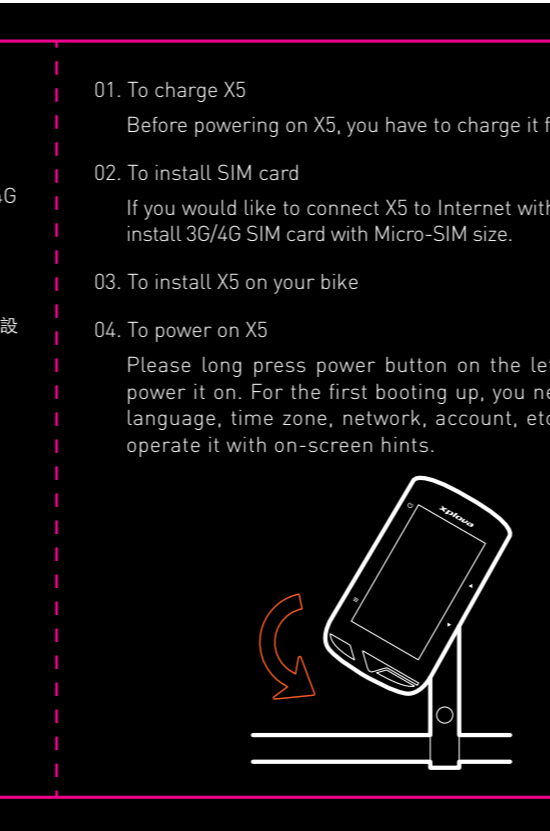 4G
設
01. To charge X5
Before powering on X5, you have to charge it f
02. To install SIM card
If you would like to connect X5 to Internet with
install 3G/4G SIM card with Micro-SIM size.
03. To install X5 on your bike
04. To power on X5
Please long press power button on the le
power it on. For the first booting up, you ne
language, time zone, network, account, etc
operate it with on-screen hints.
xplova